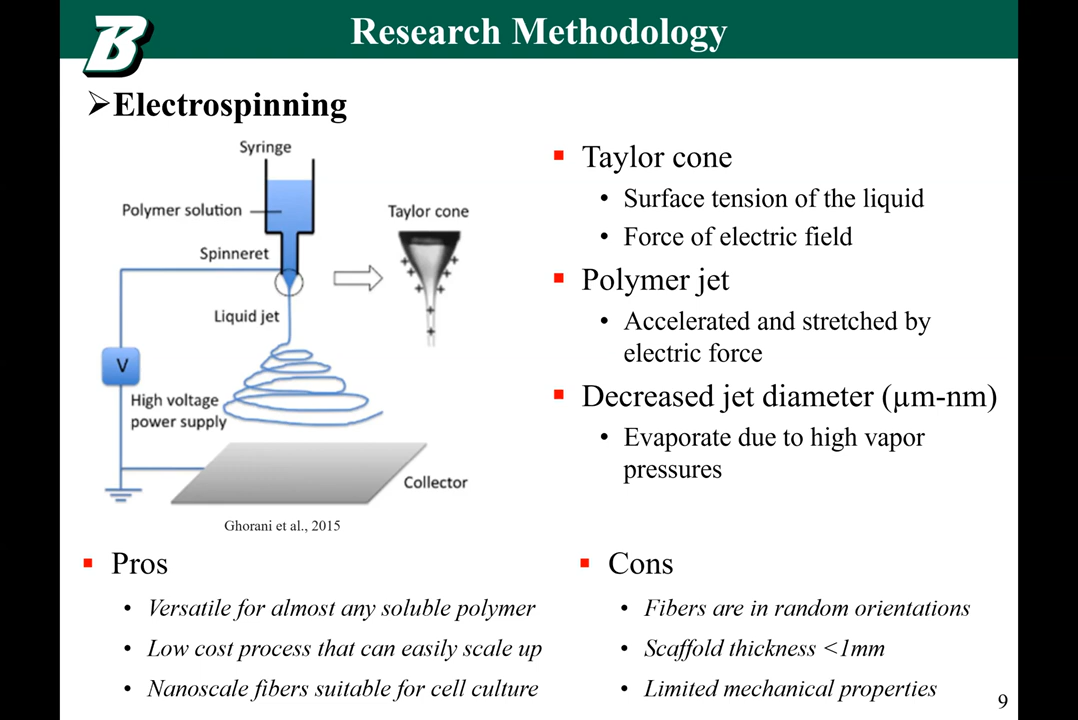 B
Research Methodology
➢Electrospinning
Syringe
Polymer solution
Spinneret
Liquid jet
V
High voltage
power supply
Taylor cone
Collector
Ghorani et al., 2015
▪ Taylor cone
• Surface tension of the liquid
• Force of electric field
▪ Polymer jet
• Accelerated and stretched by
electric force
▪ Decreased jet diameter (µm-nm)
• Evaporate due to high vapor
pressures
▪ Pros
• Versatile for almost any soluble polymer
• Low cost process that can easily scale up
• Nanoscale fibers suitable for cell culture
▪ Cons
• Fibers are in random orientations
• Scaffold thickness <1mm
• Limited mechanical properties
9